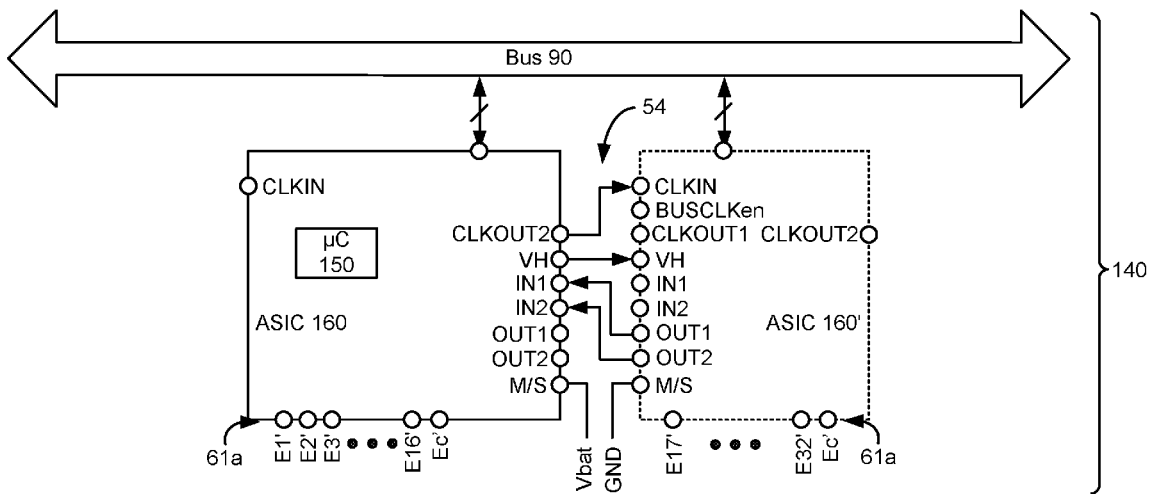 Bus 90
54
140
CLKIN
μC
150
ASIC 160
CLKOUT2
VH
IN1
IN2
OUT1
OUT2
M/S
CLKIN
BUSCLKen
CLKOUT1 CLKOUT2
VH
IN1
IN2
OUT1
OUT2
M/S
ASIC 160'
61a
E1'
E2'
E3'
E16'
Ec'
Vbat
GND
E17'
E32'
Ec'
61a